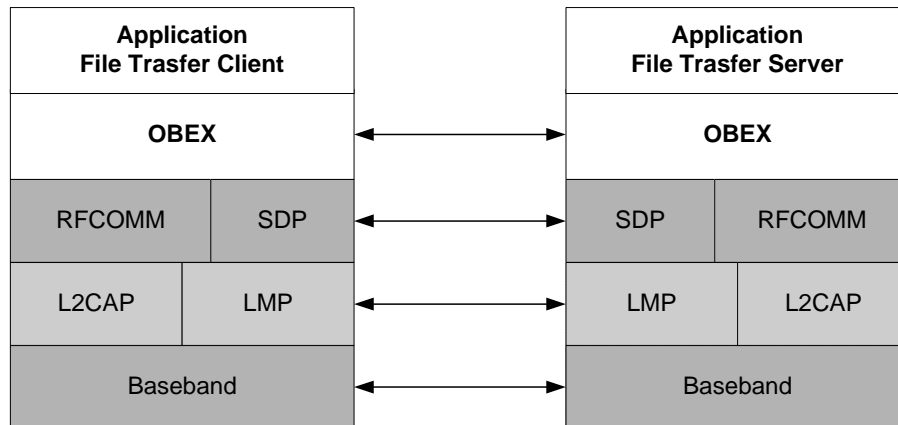 Application
File Trasfer Client
Application
File Trasfer Server
OBEX
OBEX
RFCOMM
SDP
SDP
RFCOMM
L2CAP
LMP
LMP
L2CAP
Baseband
Baseband